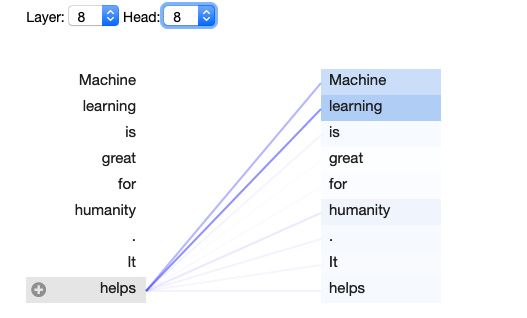 Layer: 8 Head: 8
Machine Machine
learning learning
is is
great great
for for
humanity humanity
. .
It It
helps helps